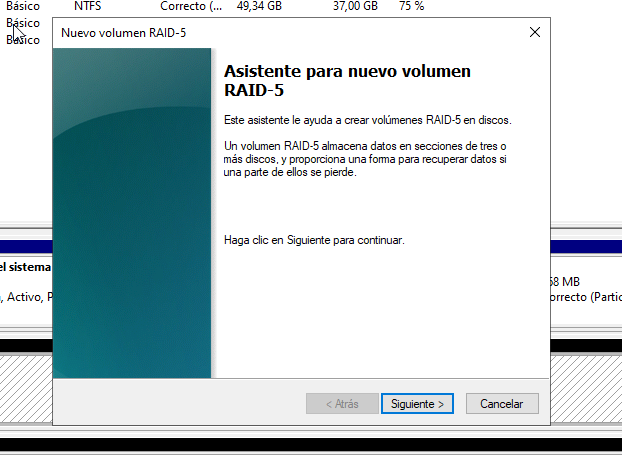 Básico NTFS Correcto (... 49,34 GB 37,00 GB 75 %
Básico
Básico
Nuevo volumen RAID-5
Asistente para nuevo volumen
RAID-5
Este asistente le ayuda a crear volúmenes RAID-5 en discos.
Un volumen RAID-5 almacena datos en secciones de tres o
más discos, y proporciona una forma para recuperar datos si
una parte de ellos se pierde.
Haga clic en Siguiente para continuar.
el sistema
68 MB
, Activo, P
orrecto (Partic
< Atrás Siguiente > Cancelar